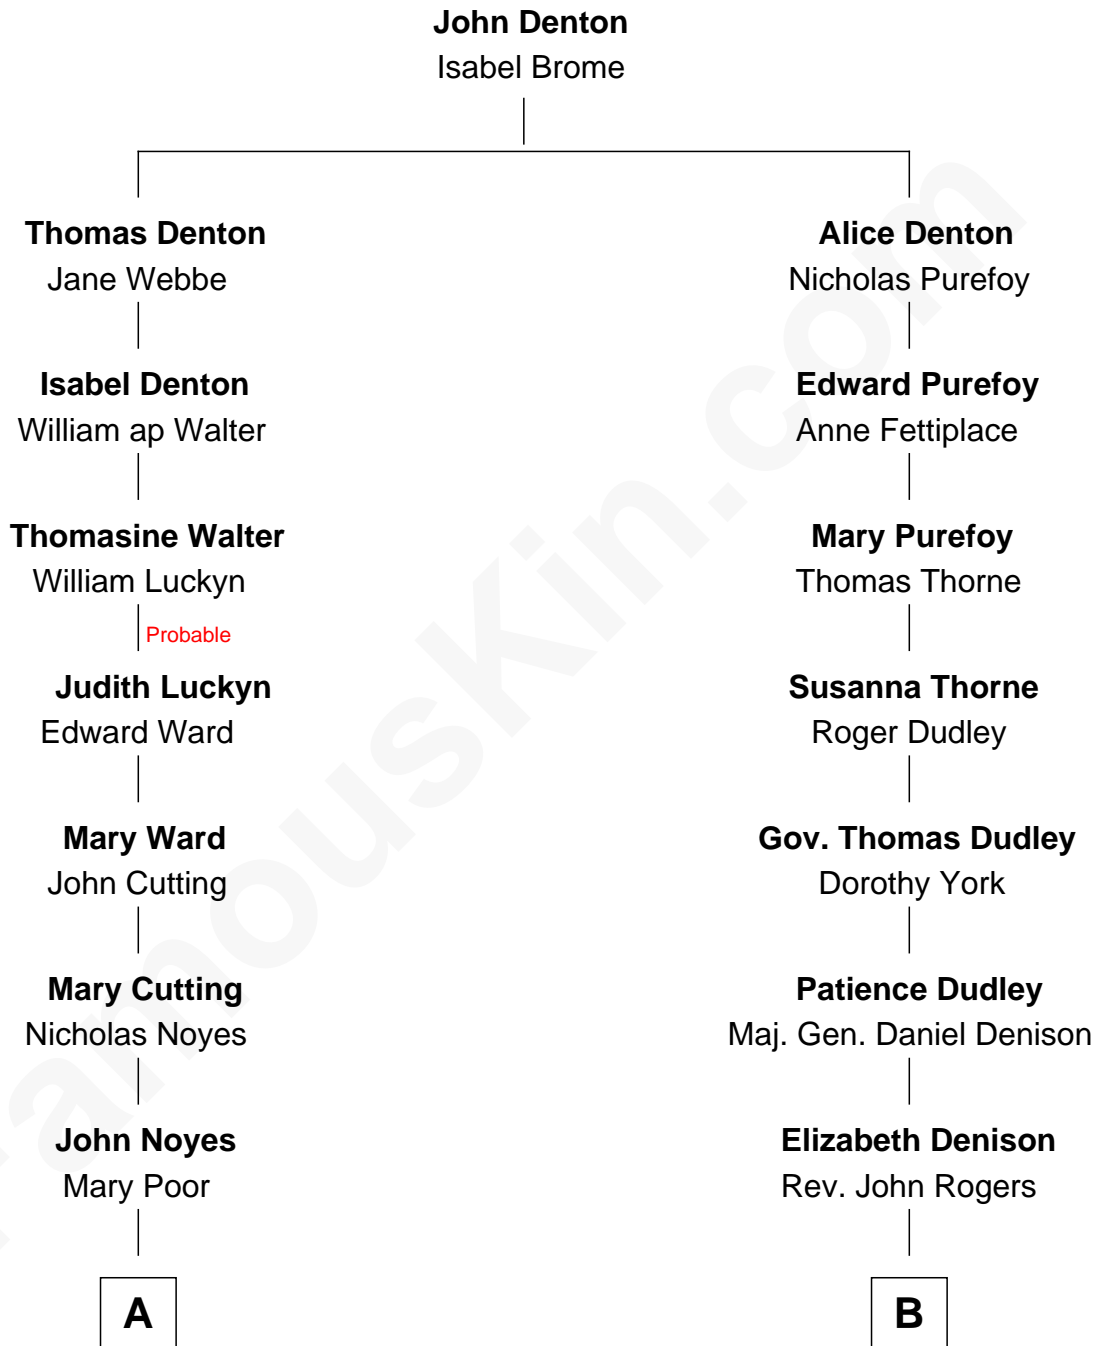 John Denton
Isabel Brome
Thomas Denton
Jane Webbe
Alice Denton
Nicholas Purefoy
Isabel Denton
William ap Walter
Edward Purefoy
Anne Fettiplace
Thomasine Walter
William Luckyn
Mary Purefoy
Thomas Thorne
Probable
Judith Luckyn
Edward Ward
Susanna Thorne
Roger Dudley
Mary Ward
John Cutting
Gov. Thomas Dudley
Dorothy York
Mary Cutting
Nicholas Noyes
Patience Dudley
Maj. Gen. Daniel Denison
John Noyes
Mary Poor
Elizabeth Denison
Rev. John Rogers
A
B
FamousKin.com